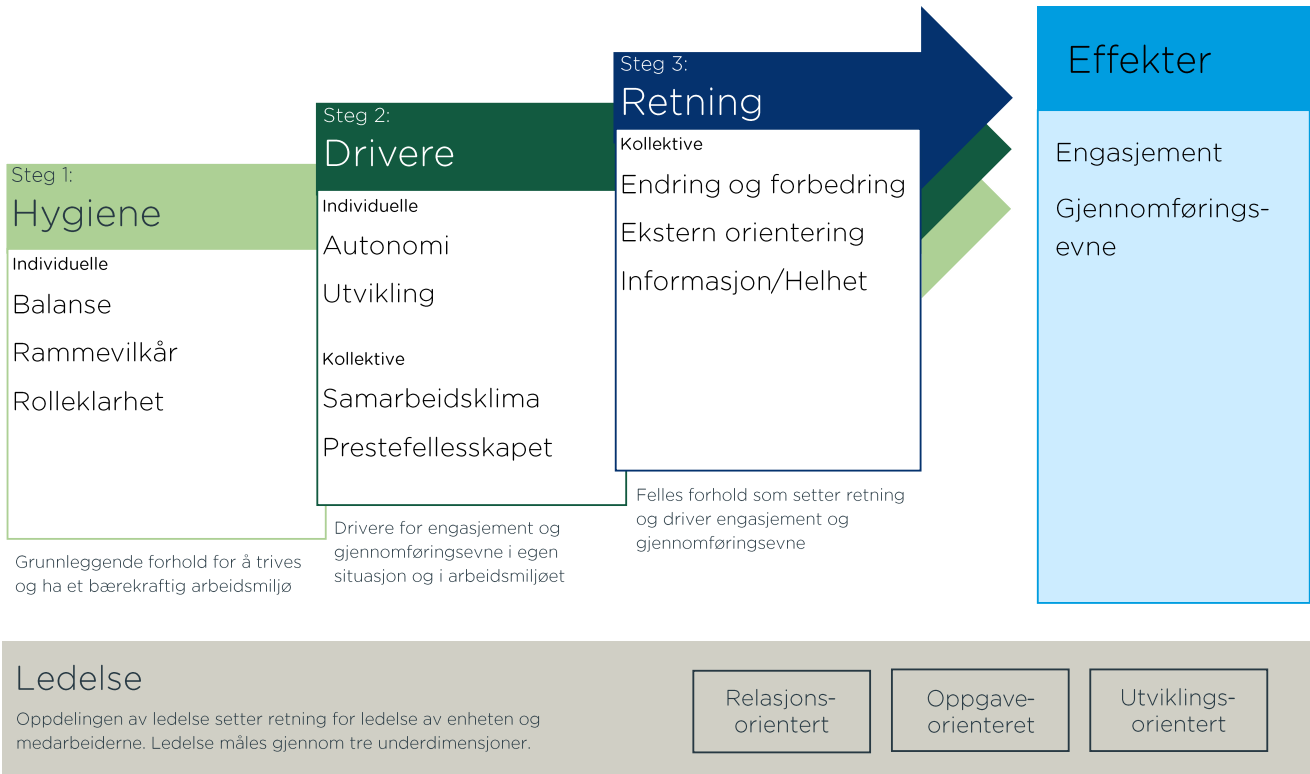 Steg 1:
Hygiene
Individuelle
Balanse
Rammevilkår
Rolleklarhet
Grunnleggende forhold for å trives
og ha et bærekraftig arbeidsmiljø
Steg 2:
Drivere
Individuelle
Autonomi
Utvikling
Kollektive
Samarbeidsklima
Prestefellesskapet
Drivere for engasjement og
gjennomføringsevne i egen
situasjon og i arbeidsmiljøet
Steg 3:
Retning
Kollektive
Endring og forbedring
Ekstern orientering
Informasjon/Helhet
Felles forhold som setter retning
og driver engasjement og
gjennomføringsevne
Effekter
Engasjement
Gjennomførings-
evne
Ledelse
Oppdelingen av ledelse setter retning for ledelse av enheten og
medarbeiderne. Ledelse måles gjennom tre underdimensjoner.
Relasjons-
orientert
Oppgave-
orienteret
Utviklings-
orientert